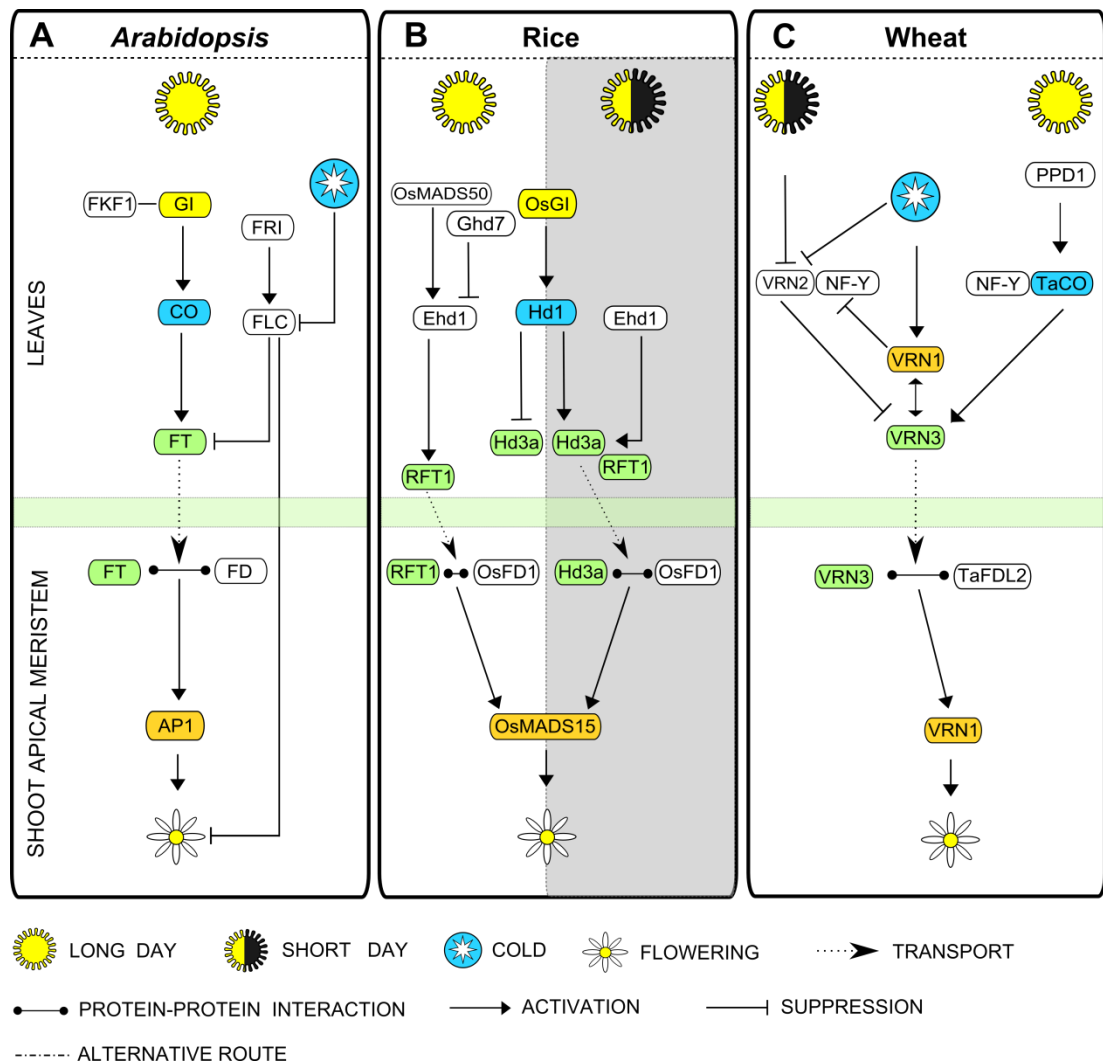 A Arabidopsis
B Rice
C Wheat
LEAVES
SHOOT APICAL MERISTEM
FKF1
GI
FRI
CO
FLC
FT
FT
FD
AP1
OsMADS50
Ghd7
OsGI
Ehd1
Hd1
Ehd1
Hd3a
Hd3a
RFT1
RFT1
RFT1
OsFD1
Hd3a
OsFD1
OsMADS15
PPD1
VRN2
NF-Y
NF-Y
TaCO
VRN1
VRN3
VRN3
TaFDL2
VRN1
LONG DAY
SHORT DAY
COLD
FLOWERING
TRANSPORT
PROTEIN-PROTEIN INTERACTION
ACTIVATION
SUPPRESSION
ALTERNATIVE ROUTE